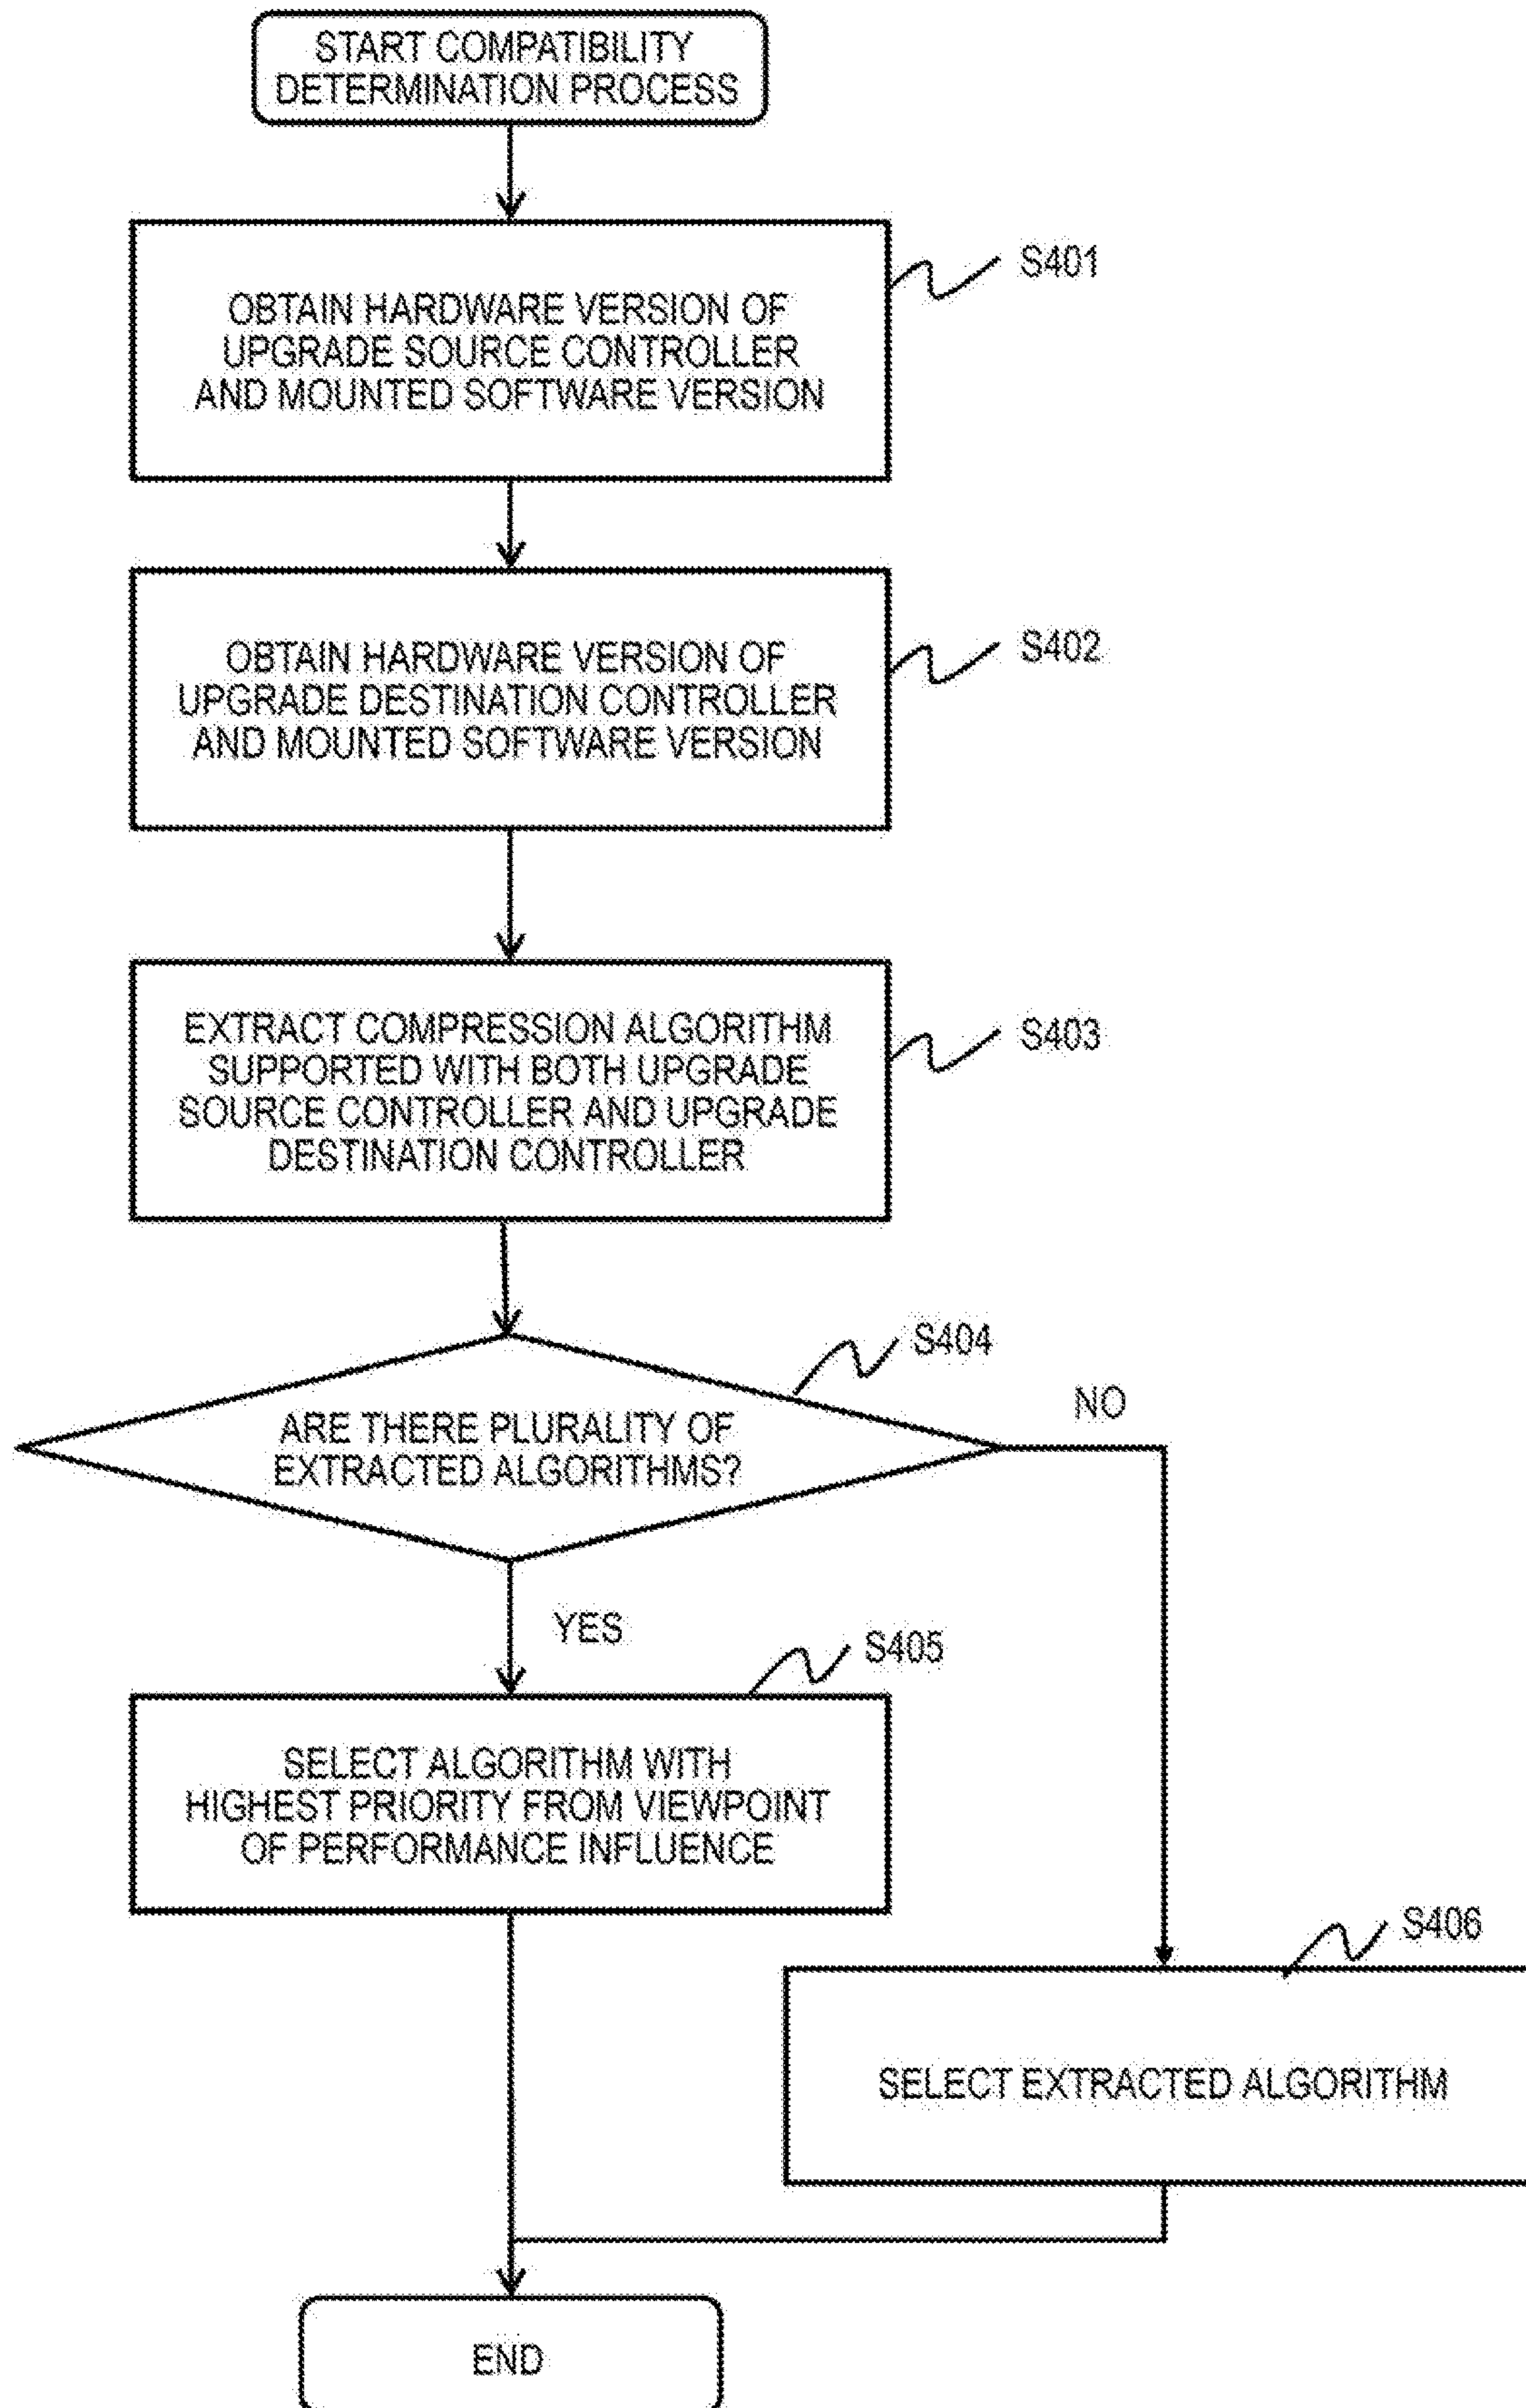 START COMPATIBILITY
DETERMINATION PROCESS
S401
OBTAIN HARDWARE VERSION OF
UPGRADE SOURCE CONTROLLER
AND MOUNTED SOFTWARE VERSION
S402
OBTAIN HARDWARE VERSION OF
UPGRADE DESTINATION CONTROLLER
AND MOUNTED SOFTWARE VERSION
S403
EXTRACT COMPRESSION ALGORITHM
SUPPORTED WITH BOTH UPGRADE
SOURCE CONTROLLER AND UPGRADE
DESTINATION CONTROLLER
S404
NO
ARE THERE PLURALITY OF
EXTRACTED ALGORITHMS?
YES
S405
SELECT ALGORITHM WITH
HIGHEST PRIORITY FROM VIEWPOINT
OF PERFORMANCE INFLUENCE
S406
SELECT EXTRACTED ALGORITHM
END